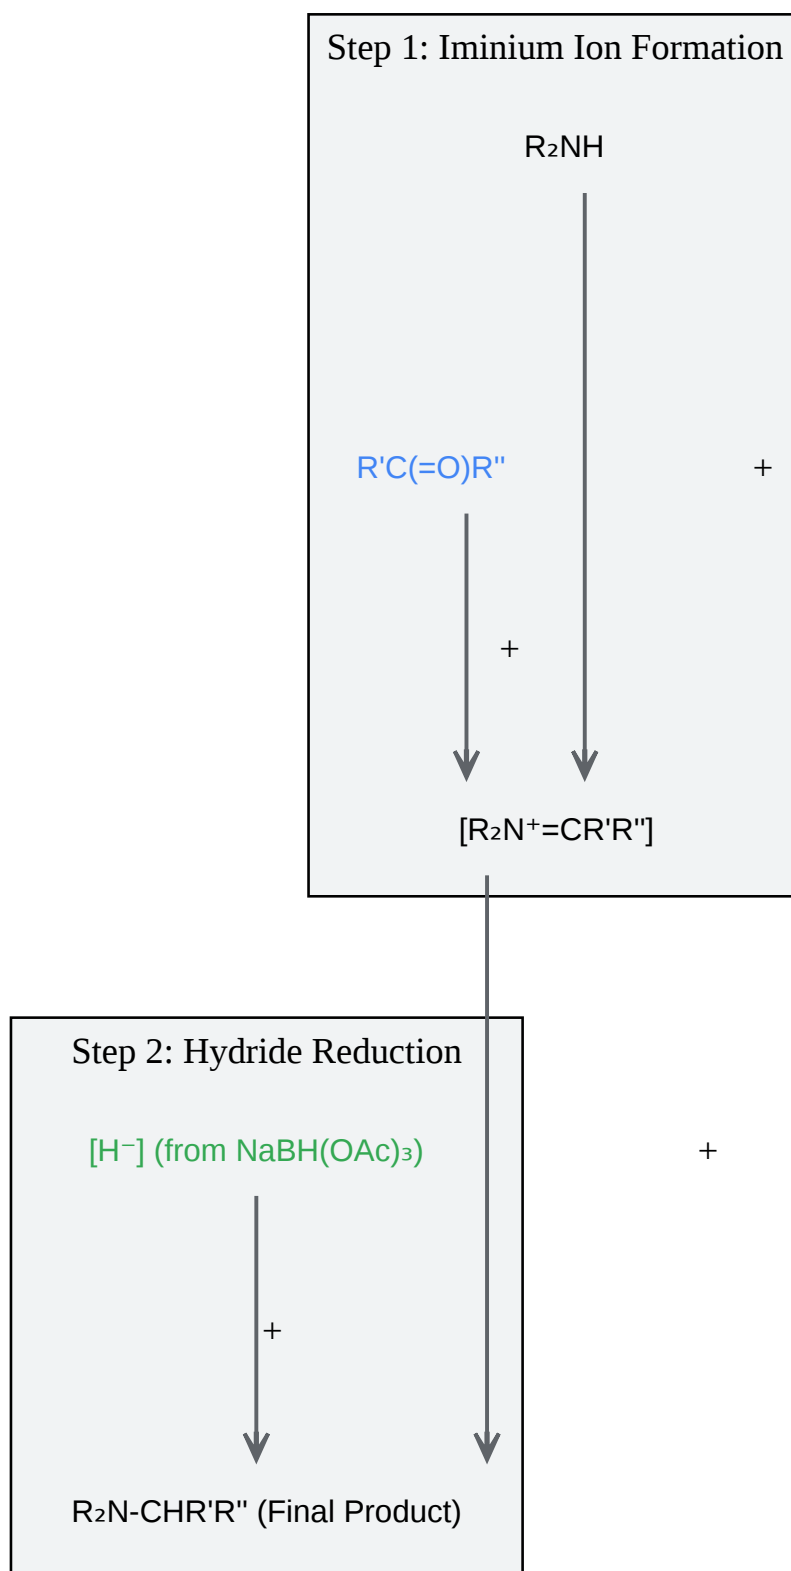 Step 1: Iminium Ion Formation
R₂NH
R'C(=O)R"
+
+
[R₂N⁺=CR'R"]
Step 2: Hydride Reduction
[H⁻] (from NaBH(OAc)₃)
+
+
R₂N-CHR'R" (Final Product)